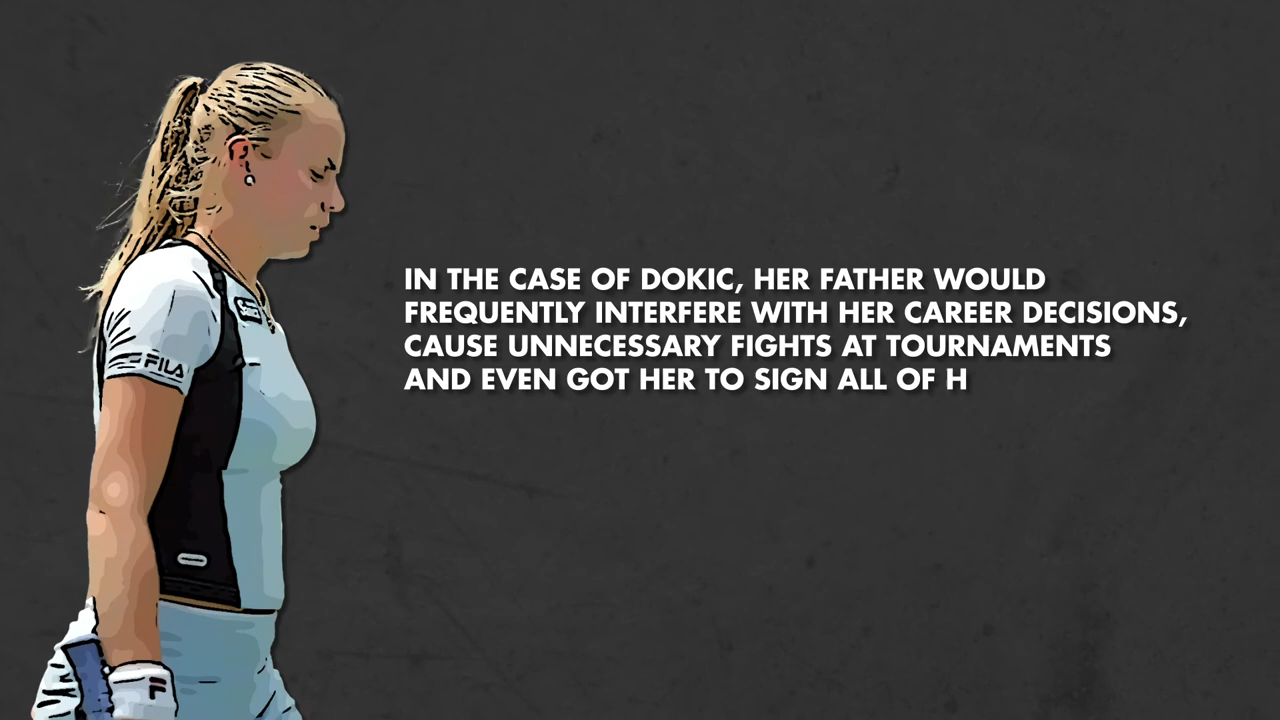 FILA
F
IN THE CASE OF DOKIC, HER FATHER WOULD
FREQUENTLY INTERFERE WITH HER CAREER DECISIONS,
CAUSE UNNECESSARY FIGHTS AT TOURNAMENTS
AND EVEN GOT HER TO SIGN ALL OF H